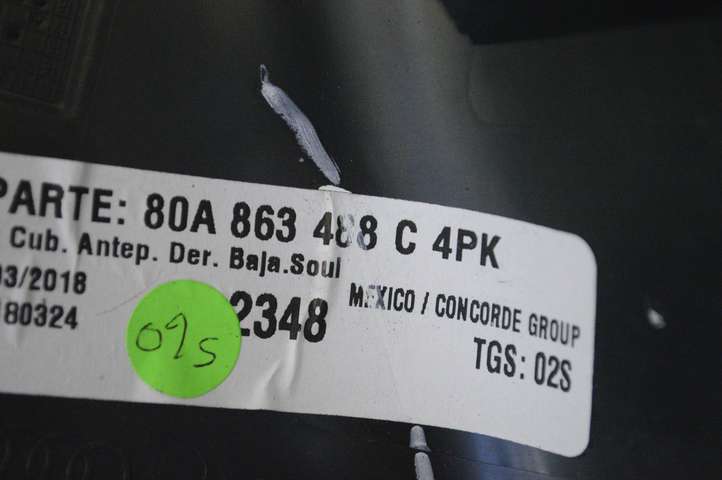 PARTE: 80A 863 488 C 4PK
Cub. Antep. Der. Baja.Soul
03/2018
180324
2348
MEXICO / CONCORDE GROUP
TGS: 02S
095